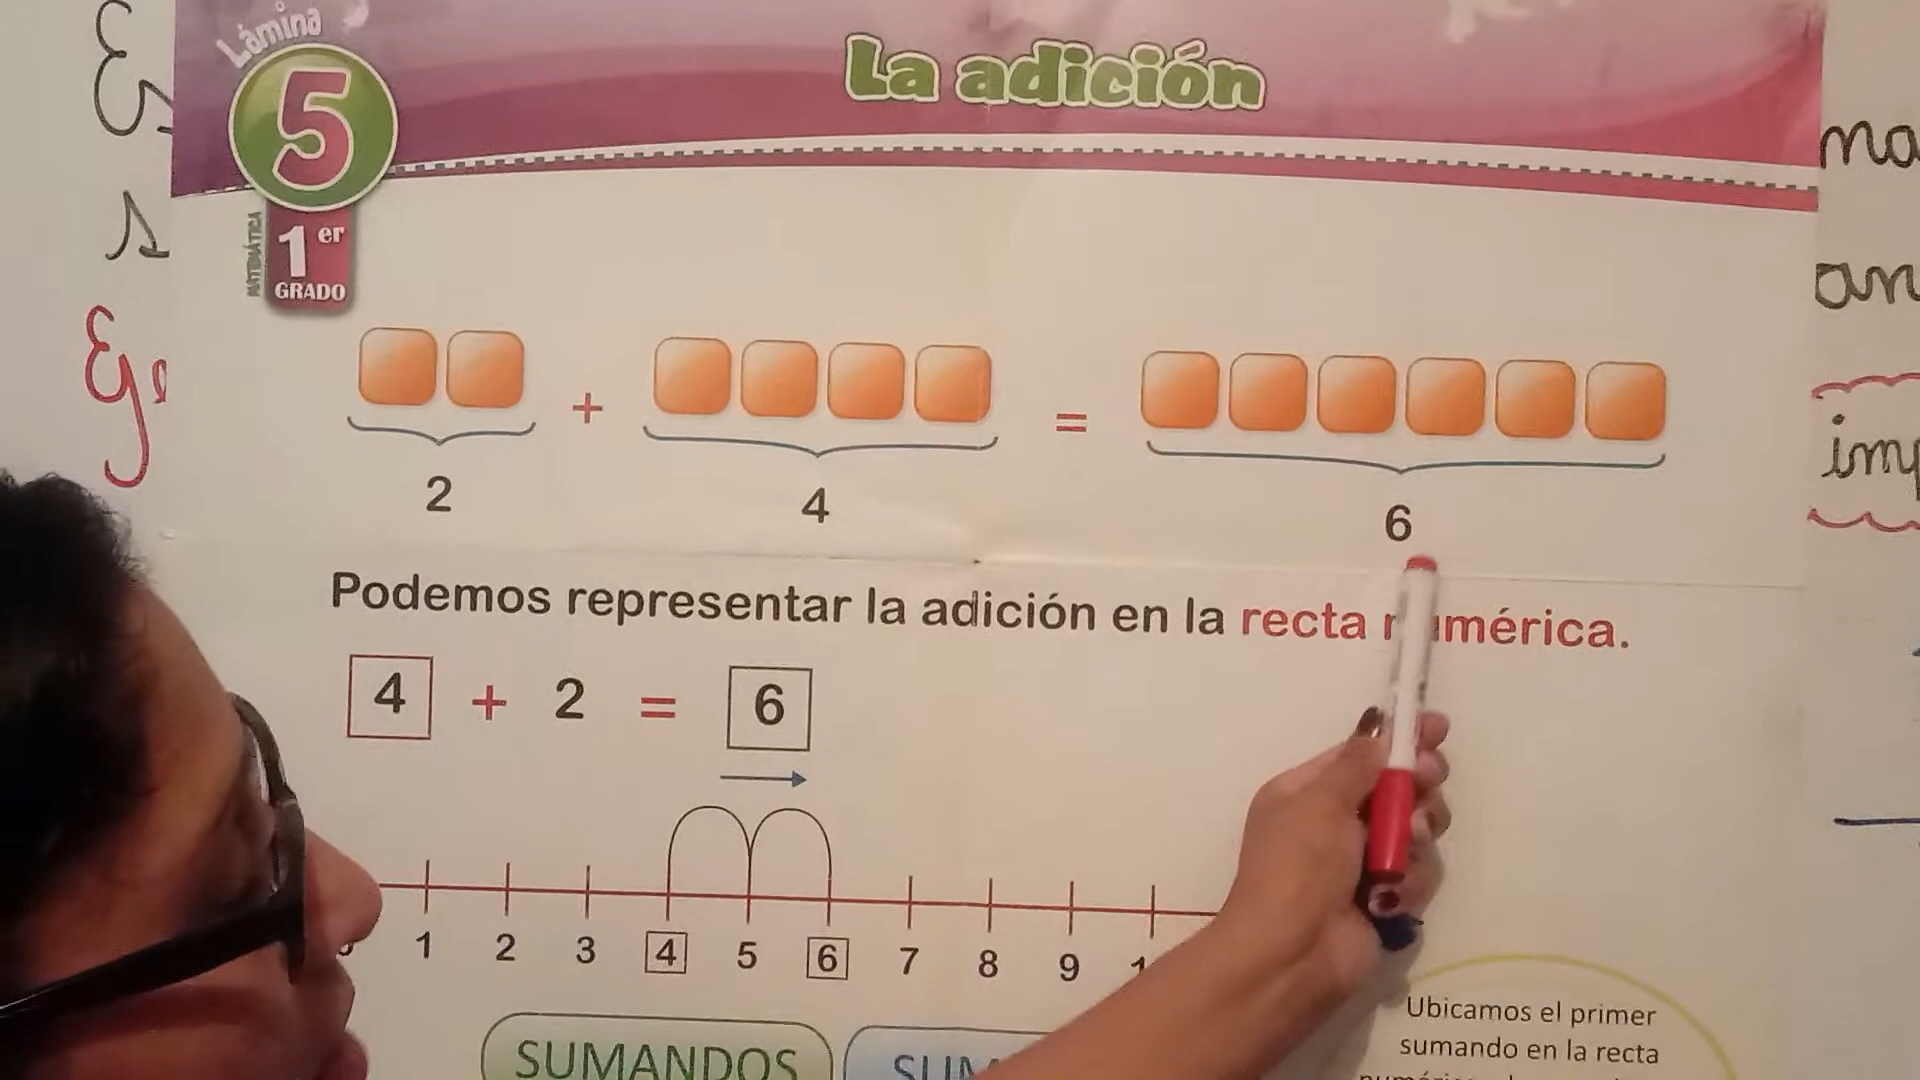 Lámina
5
La adición
MATEMÁTICA
1er
GRADO
2 + 4 = 6
Podemos representar la adición en la recta numérica.
4 + 2 = 6
1 2 3 4 5 6 7 8 9
SUMANDOS
Ubicamos el primer
sumando en la recta